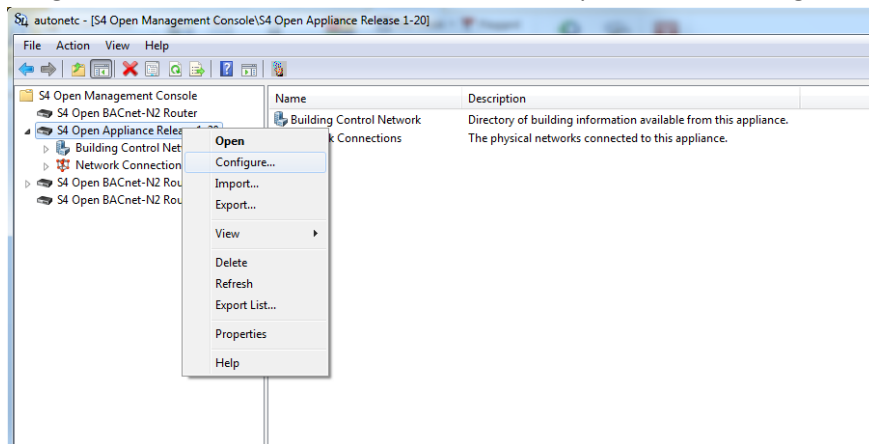 autonetc - [S4 Open Management Console\S4 Open Appliance Release 1-20]
File Action View Help
S4 Open Management Console
S4 Open BACnet-N2 Router
S4 Open Appliance Relea
Building Control Net
Network Connection
S4 Open BACnet-N2 Rou
S4 Open BACnet-N2 Rou
Open
Configure...
Import...
Export...
View
Delete
Refresh
Export List...
Properties
Help
Name Description
Building Control Network Directory of building information available from this appliance.
k Connections The physical networks connected to this appliance.